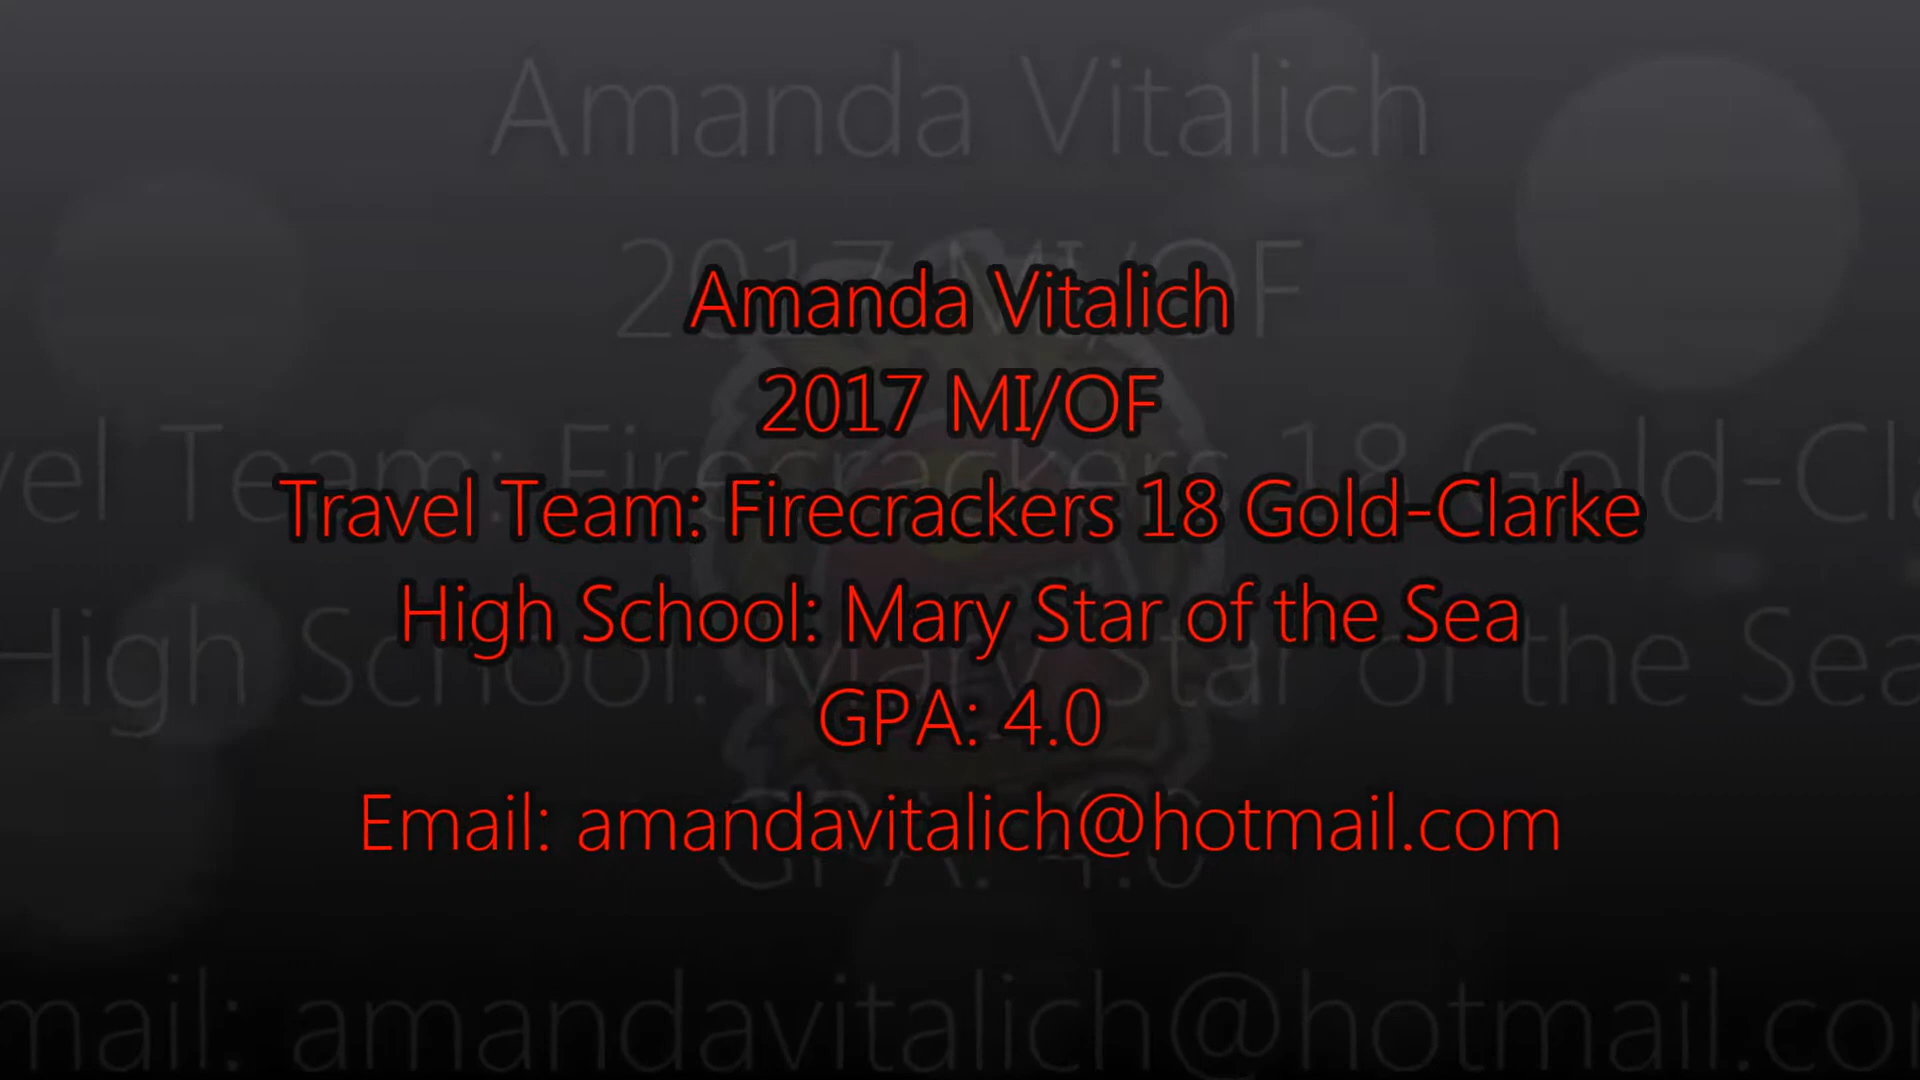 Amanda Vitalich
2017 MI/OF
Travel Team: Firecrackers 18 Gold-Clarke
High School: Mary Star of the Sea
GPA: 4.0
Email: amandavitalich@hotmail.com